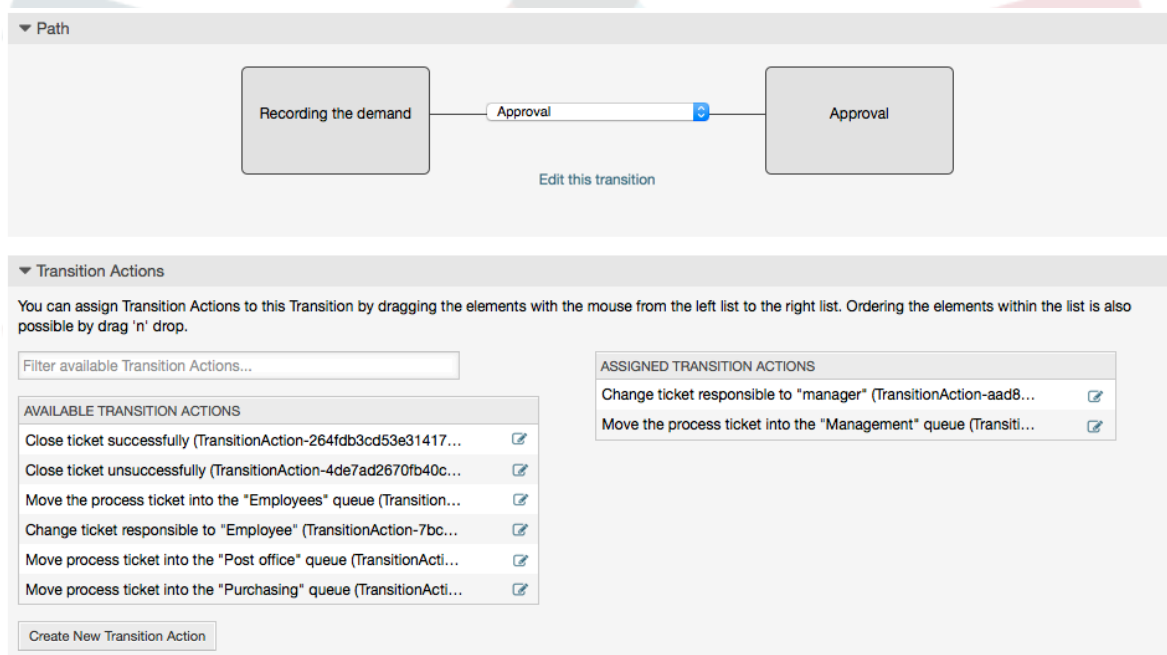 Path
Recording the demand
Approval
Approval
Edit this transition
Transition Actions
You can assign Transition Actions to this Transition by dragging the elements with the mouse from the left list to the right list. Ordering the elements within the list is also
possible by drag 'n' drop.
Filter available Transition Actions...
AVAILABLE TRANSITION ACTIONS
Close ticket successfully (TransitionAction-264fdb3cd53e31417...
Close ticket unsuccessfully (TransitionAction-4de7ad2670fb40c...
Move the process ticket into the "Employees" queue (Transition...
Change ticket responsible to "Employee" (TransitionAction-7bc...
Move process ticket into the "Post office" queue (TransitionActi...
Move process ticket into the "Purchasing" queue (TransitionActi...
Create New Transition Action
ASSIGNED TRANSITION ACTIONS
Change ticket responsible to "manager" (TransitionAction-aad8...
Move the process ticket into the "Management" queue (Transiti...